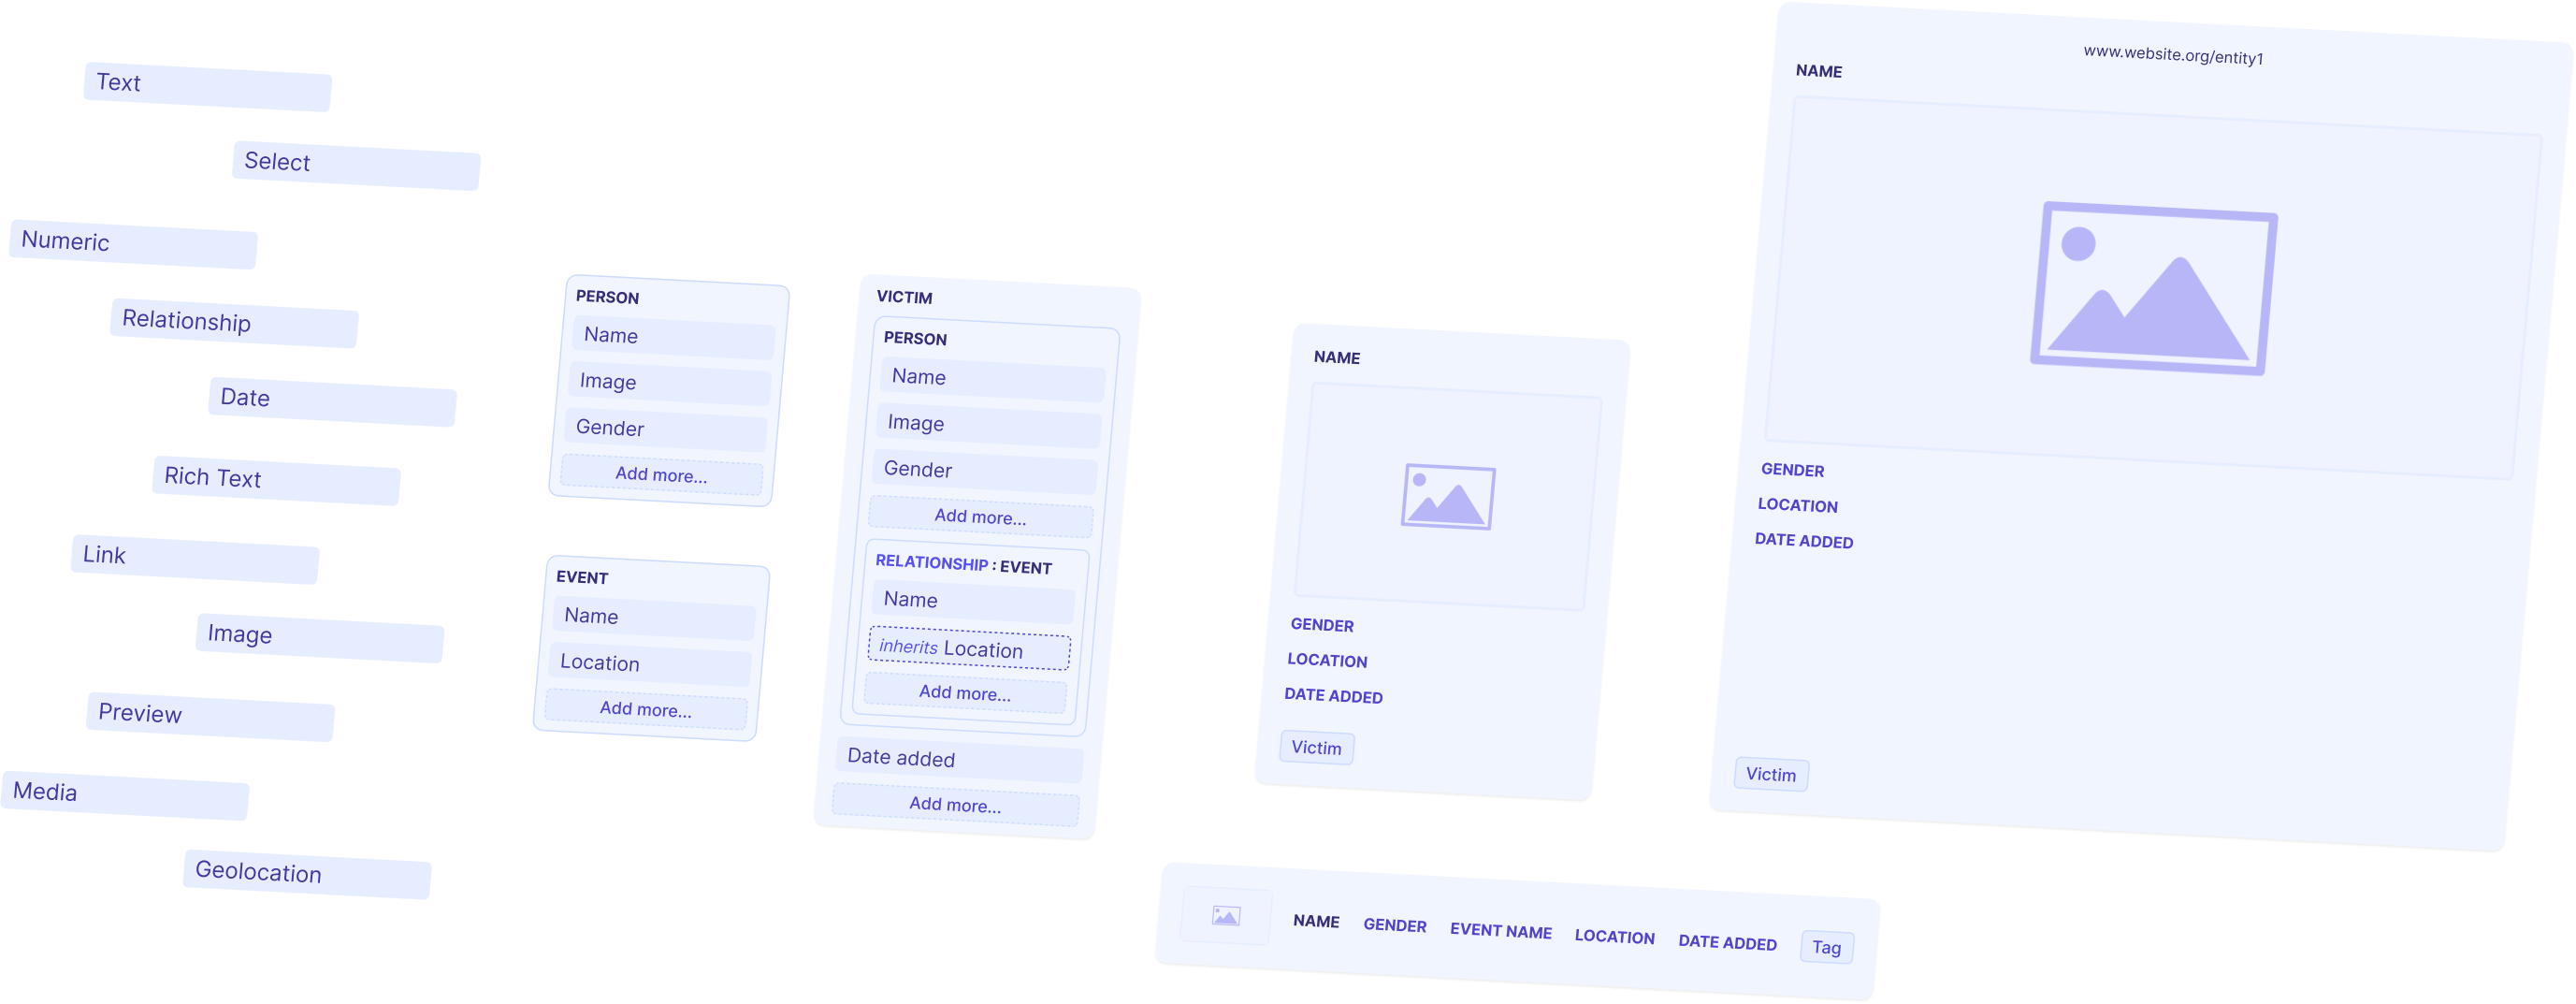 Text
Select
Numeric
Relationship
Date
Rich Text
Link
Image
Preview
Media
Geolocation
PERSON
Name
Image
Gender
Add more...
EVENT
Name
Location
Add more...
VICTIM
PERSON
Name
Image
Gender
Add more...
RELATIONSHIP : EVENT
Name
inherits Location
Add more...
Date added
Add more...
NAME
GENDER
LOCATION
DATE ADDED
Victim
www.website.org/entity1
NAME
GENDER
LOCATION
DATE ADDED
Victim
NAME GENDER EVENT NAME LOCATION DATE ADDED Tag